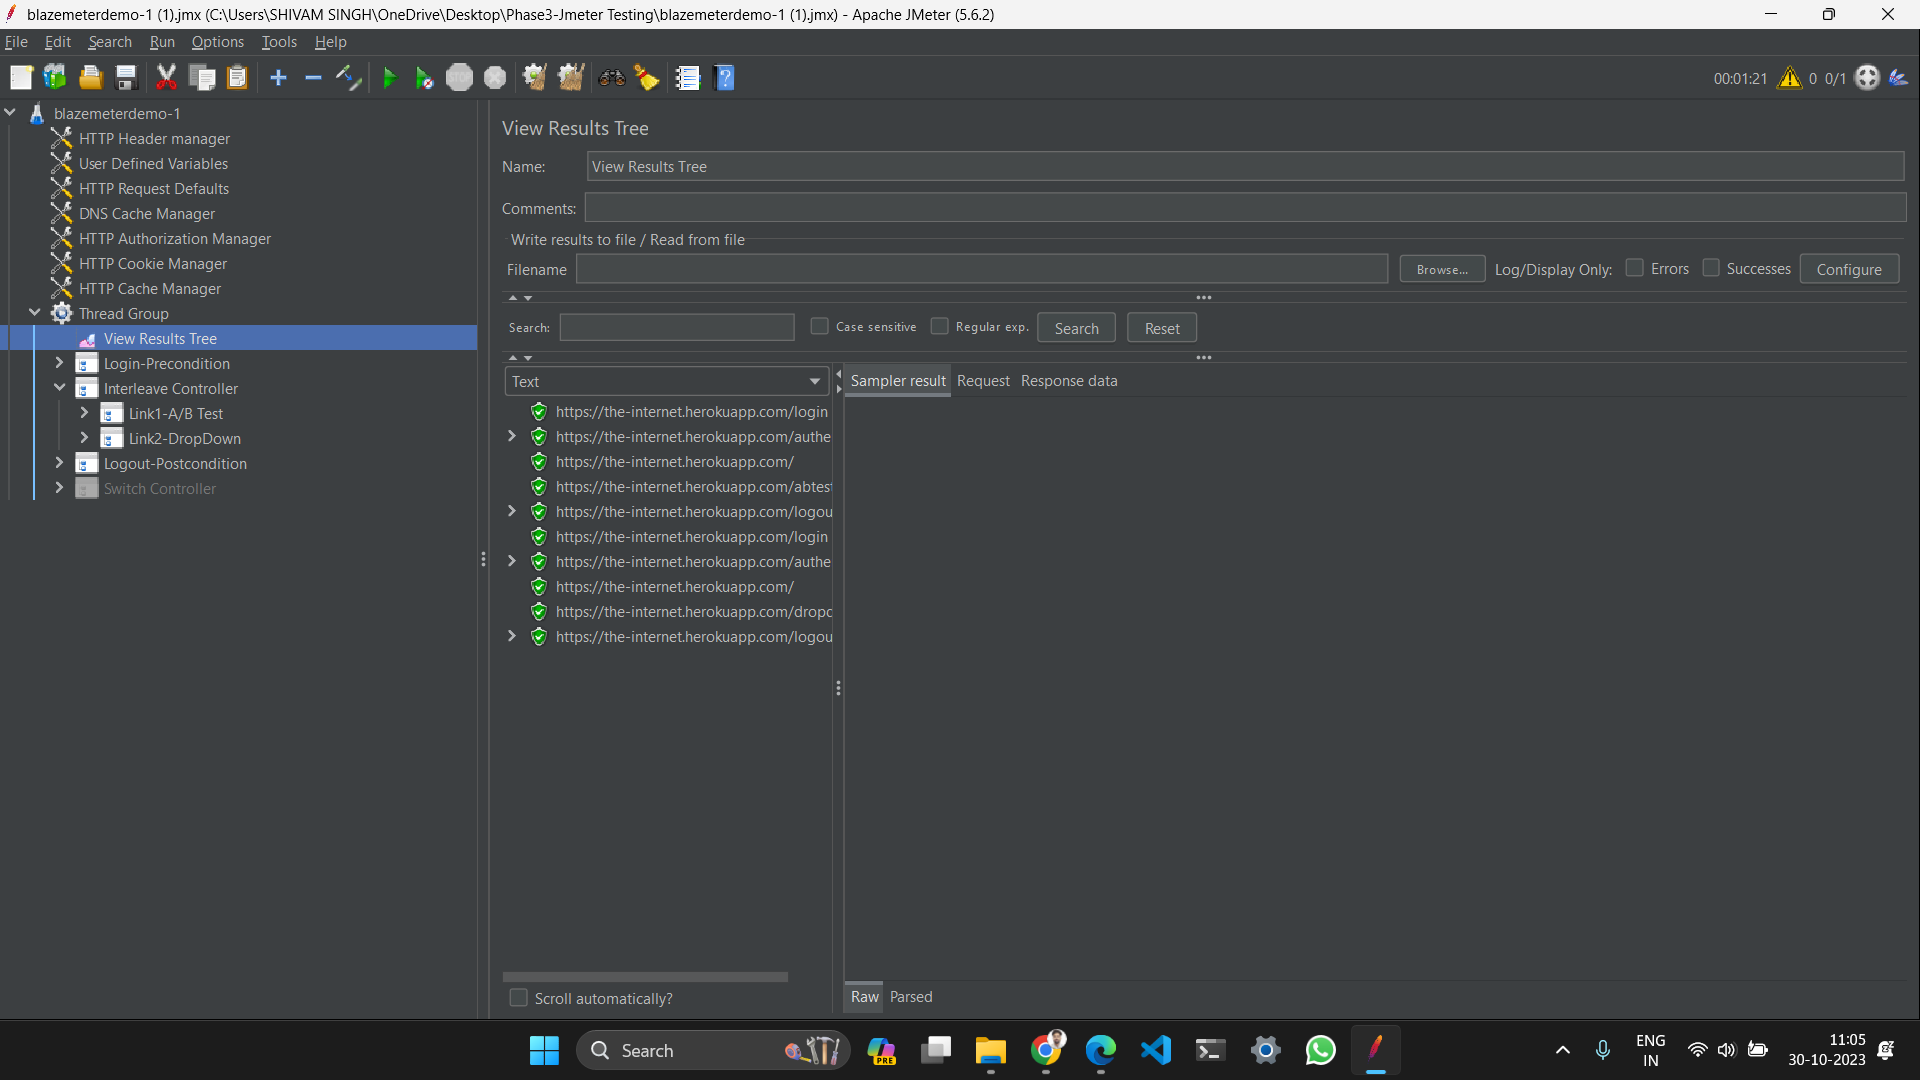 blazemeterdemo-1 (1).jmx (C:\Users\SHIVAM SINGH\OneDrive\Desktop\Phase3-Jmeter Testing\blazemeterdemo-1 (1).jmx) - Apache JMeter (5.6.2)
File Edit Search Run Options Tools Help
STOP
00:01:21 0 0/1
blazemeterdemo-1
HTTP Header manager
User Defined Variables
HTTP Request Defaults
DNS Cache Manager
HTTP Authorization Manager
HTTP Cookie Manager
HTTP Cache Manager
Thread Group
View Results Tree
Login-Precondition
Interleave Controller
Link1-A/B Test
Link2-DropDown
Logout-Postcondition
Switch Controller
View Results Tree
Name: View Results Tree
Comments:
Write results to file / Read from file
Filename Browse... Log/Display Only: Errors Successes Configure
Search: Case sensitive Regular exp. Search Reset
Text
Sampler result Request Response data
https://the-internet.herokuapp.com/login
https://the-internet.herokuapp.com/authe
https://the-internet.herokuapp.com/
https://the-internet.herokuapp.com/abtest
https://the-internet.herokuapp.com/logou
https://the-internet.herokuapp.com/login
https://the-internet.herokuapp.com/authe
https://the-internet.herokuapp.com/
https://the-internet.herokuapp.com/dropd
https://the-internet.herokuapp.com/logou
Scroll automatically?
Raw Parsed
Search
PRE
ENG
IN
11:05
30-10-2023